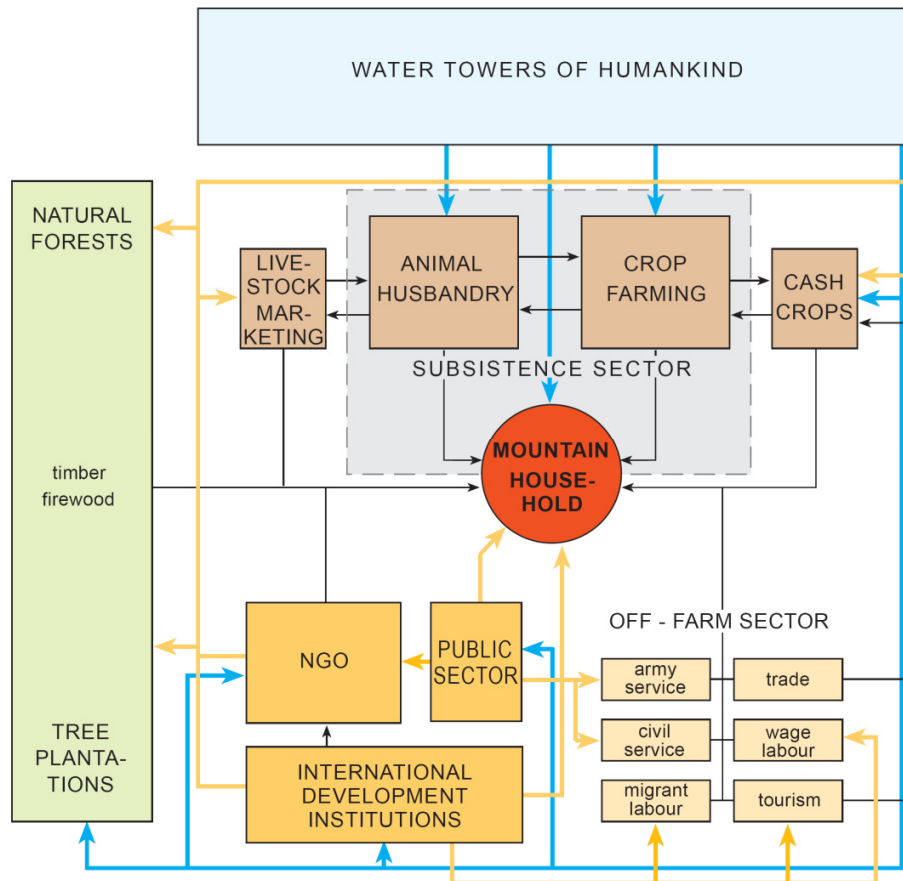 WATER TOWERS OF HUMANKIND
NATURAL
FORESTS
LIVE-
STOCK
MAR-
KETING
ANIMAL
HUSBANDRY
CROP
FARMING
CASH
CROPS
SUBSISTENCE SECTOR
MOUNTAIN
HOUSE-
HOLD
timber
firewood
NGO
PUBLIC
SECTOR
OFF - FARM SECTOR
army
service
trade
civil
service
wage
labour
migrant
labour
tourism
TREE
PLANTA-
TIONS
INTERNATIONAL
DEVELOPMENT
INSTITUTIONS